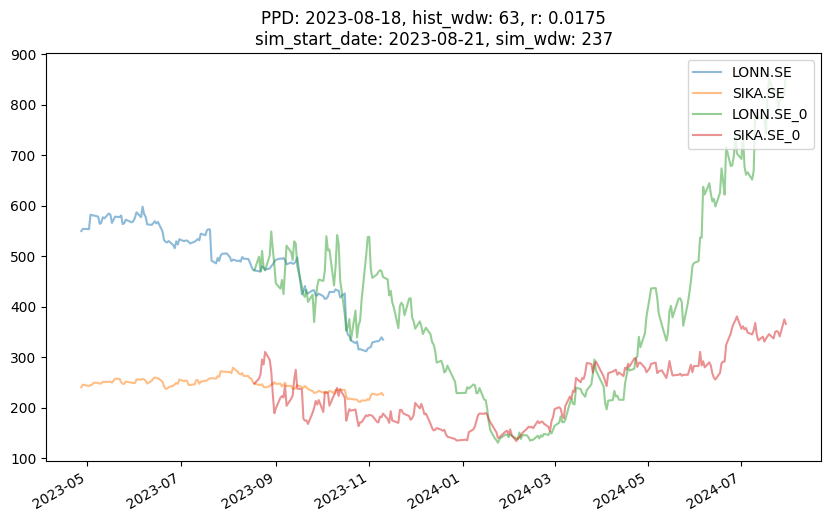 PPD: 2023-08-18, hist_wdw: 63, r: 0.0175
sim_start_date: 2023-08-21, sim_wdw: 237
900
800
700
600
500
400
300
200
100
LONN.SE
SIKA.SE
LONN.SE_0
SIKA.SE_0
2023-05
2023-07
2023-09
2023-11
2024-01
2024-03
2024-05
2024-07